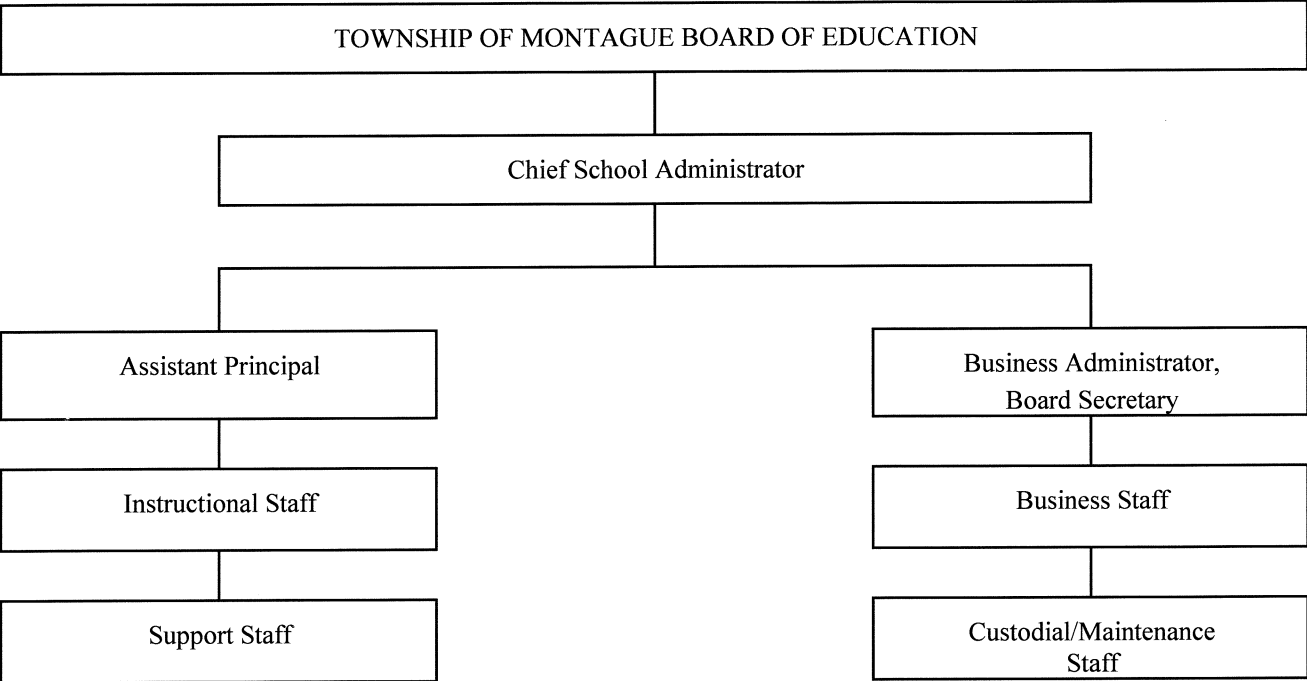 TOWNSHIP OF MONTAGUE BOARD OF EDUCATION
Chief School Administrator
Assistant Principal
Business Administrator,
Board Secretary
Instructional Staff
Business Staff
Support Staff
Custodial/Maintenance
Staff